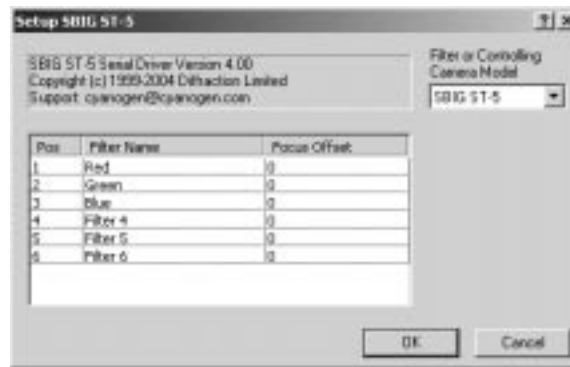 Setup SBIG ST-5
SBIG ST-5 Serial Driver Version 4.00
Copyright (c) 1999-2004 Diffraction Limited
Support: cyanogen@cyanogen.com
Filter or Controlling
Camera Model
SBIG ST-5
Pos Filter Name Focus Offset
1 Red 0
2 Green 0
3 Blue 0
4 Filter 4 0
5 Filter 5 0
6 Filter 6 0
OK Cancel